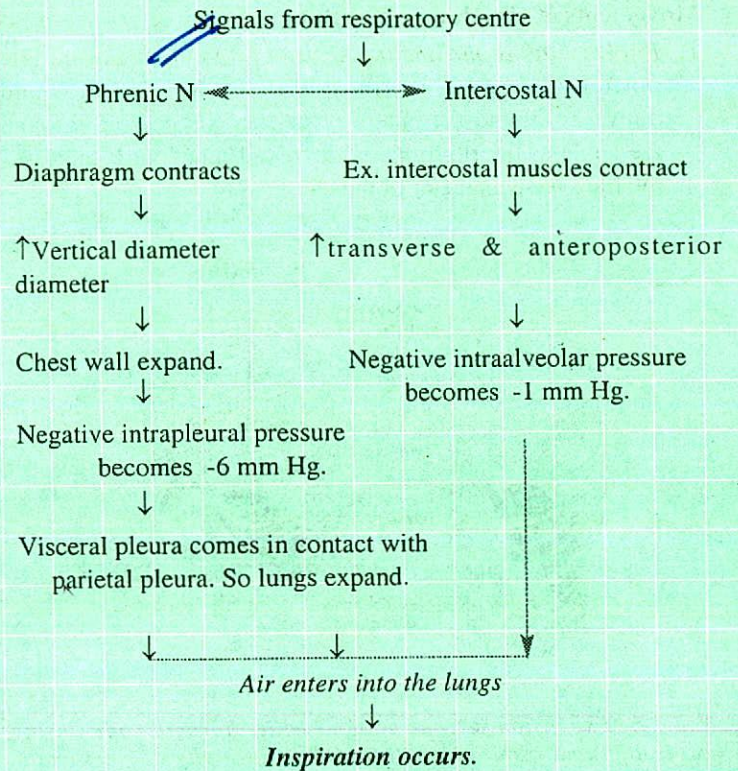 Signals from respiratory centre
↓
Phrenic N ↔ Intercostal N
↓ ↓
Diaphragm contracts Ex. intercostal muscles contract
↓ ↓
↑Vertical diameter ↑transverse & anteroposterior
diameter
↓ ↓
Chest wall expand. Negative intraalveolar pressure
↓ becomes -1 mm Hg.
Negative intrapleural pressure
becomes -6 mm Hg.
↓
Visceral pleura comes in contact with
parietal pleura. So lungs expand.
↓ ↓
Air enters into the lungs
↓
Inspiration occurs.